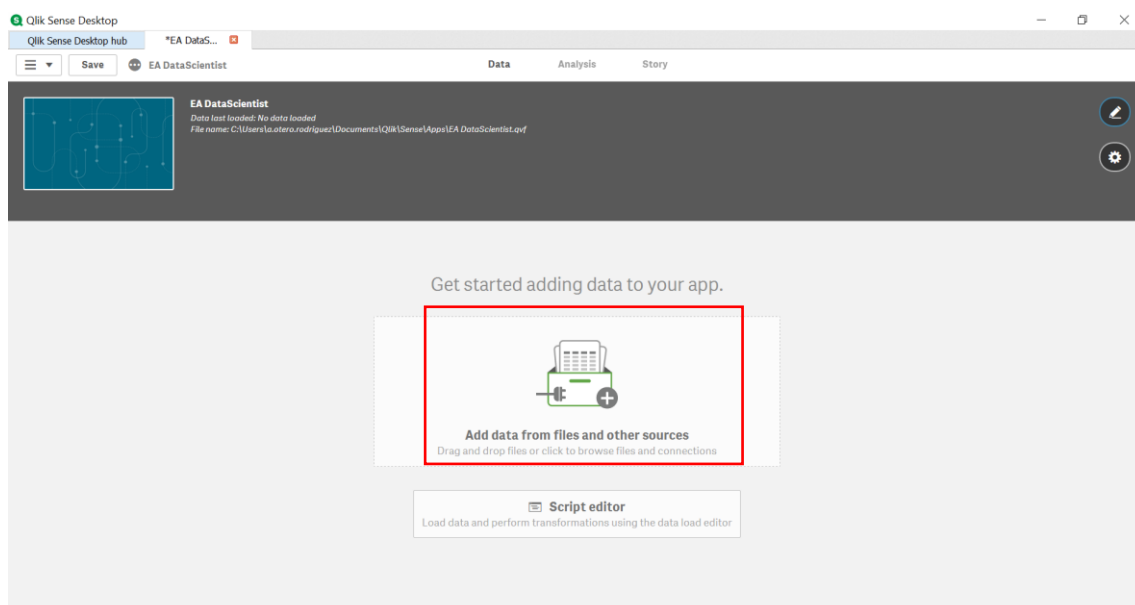 Qlik Sense Desktop
Qlik Sense Desktop hub
*EA DataS...
Save
EA DataScientist
Data
Analysis
Story
EA DataScientist
Data last loaded: No data loaded
File name: C:\Users\a.otero.rodriguez\Documents\Qlik\Sense\Apps\EA DataScientist.qvf
Get started adding data to your app.
Add data from files and other sources
Drag and drop files or click to browse files and connections
Script editor
Load data and perform transformations using the data load editor